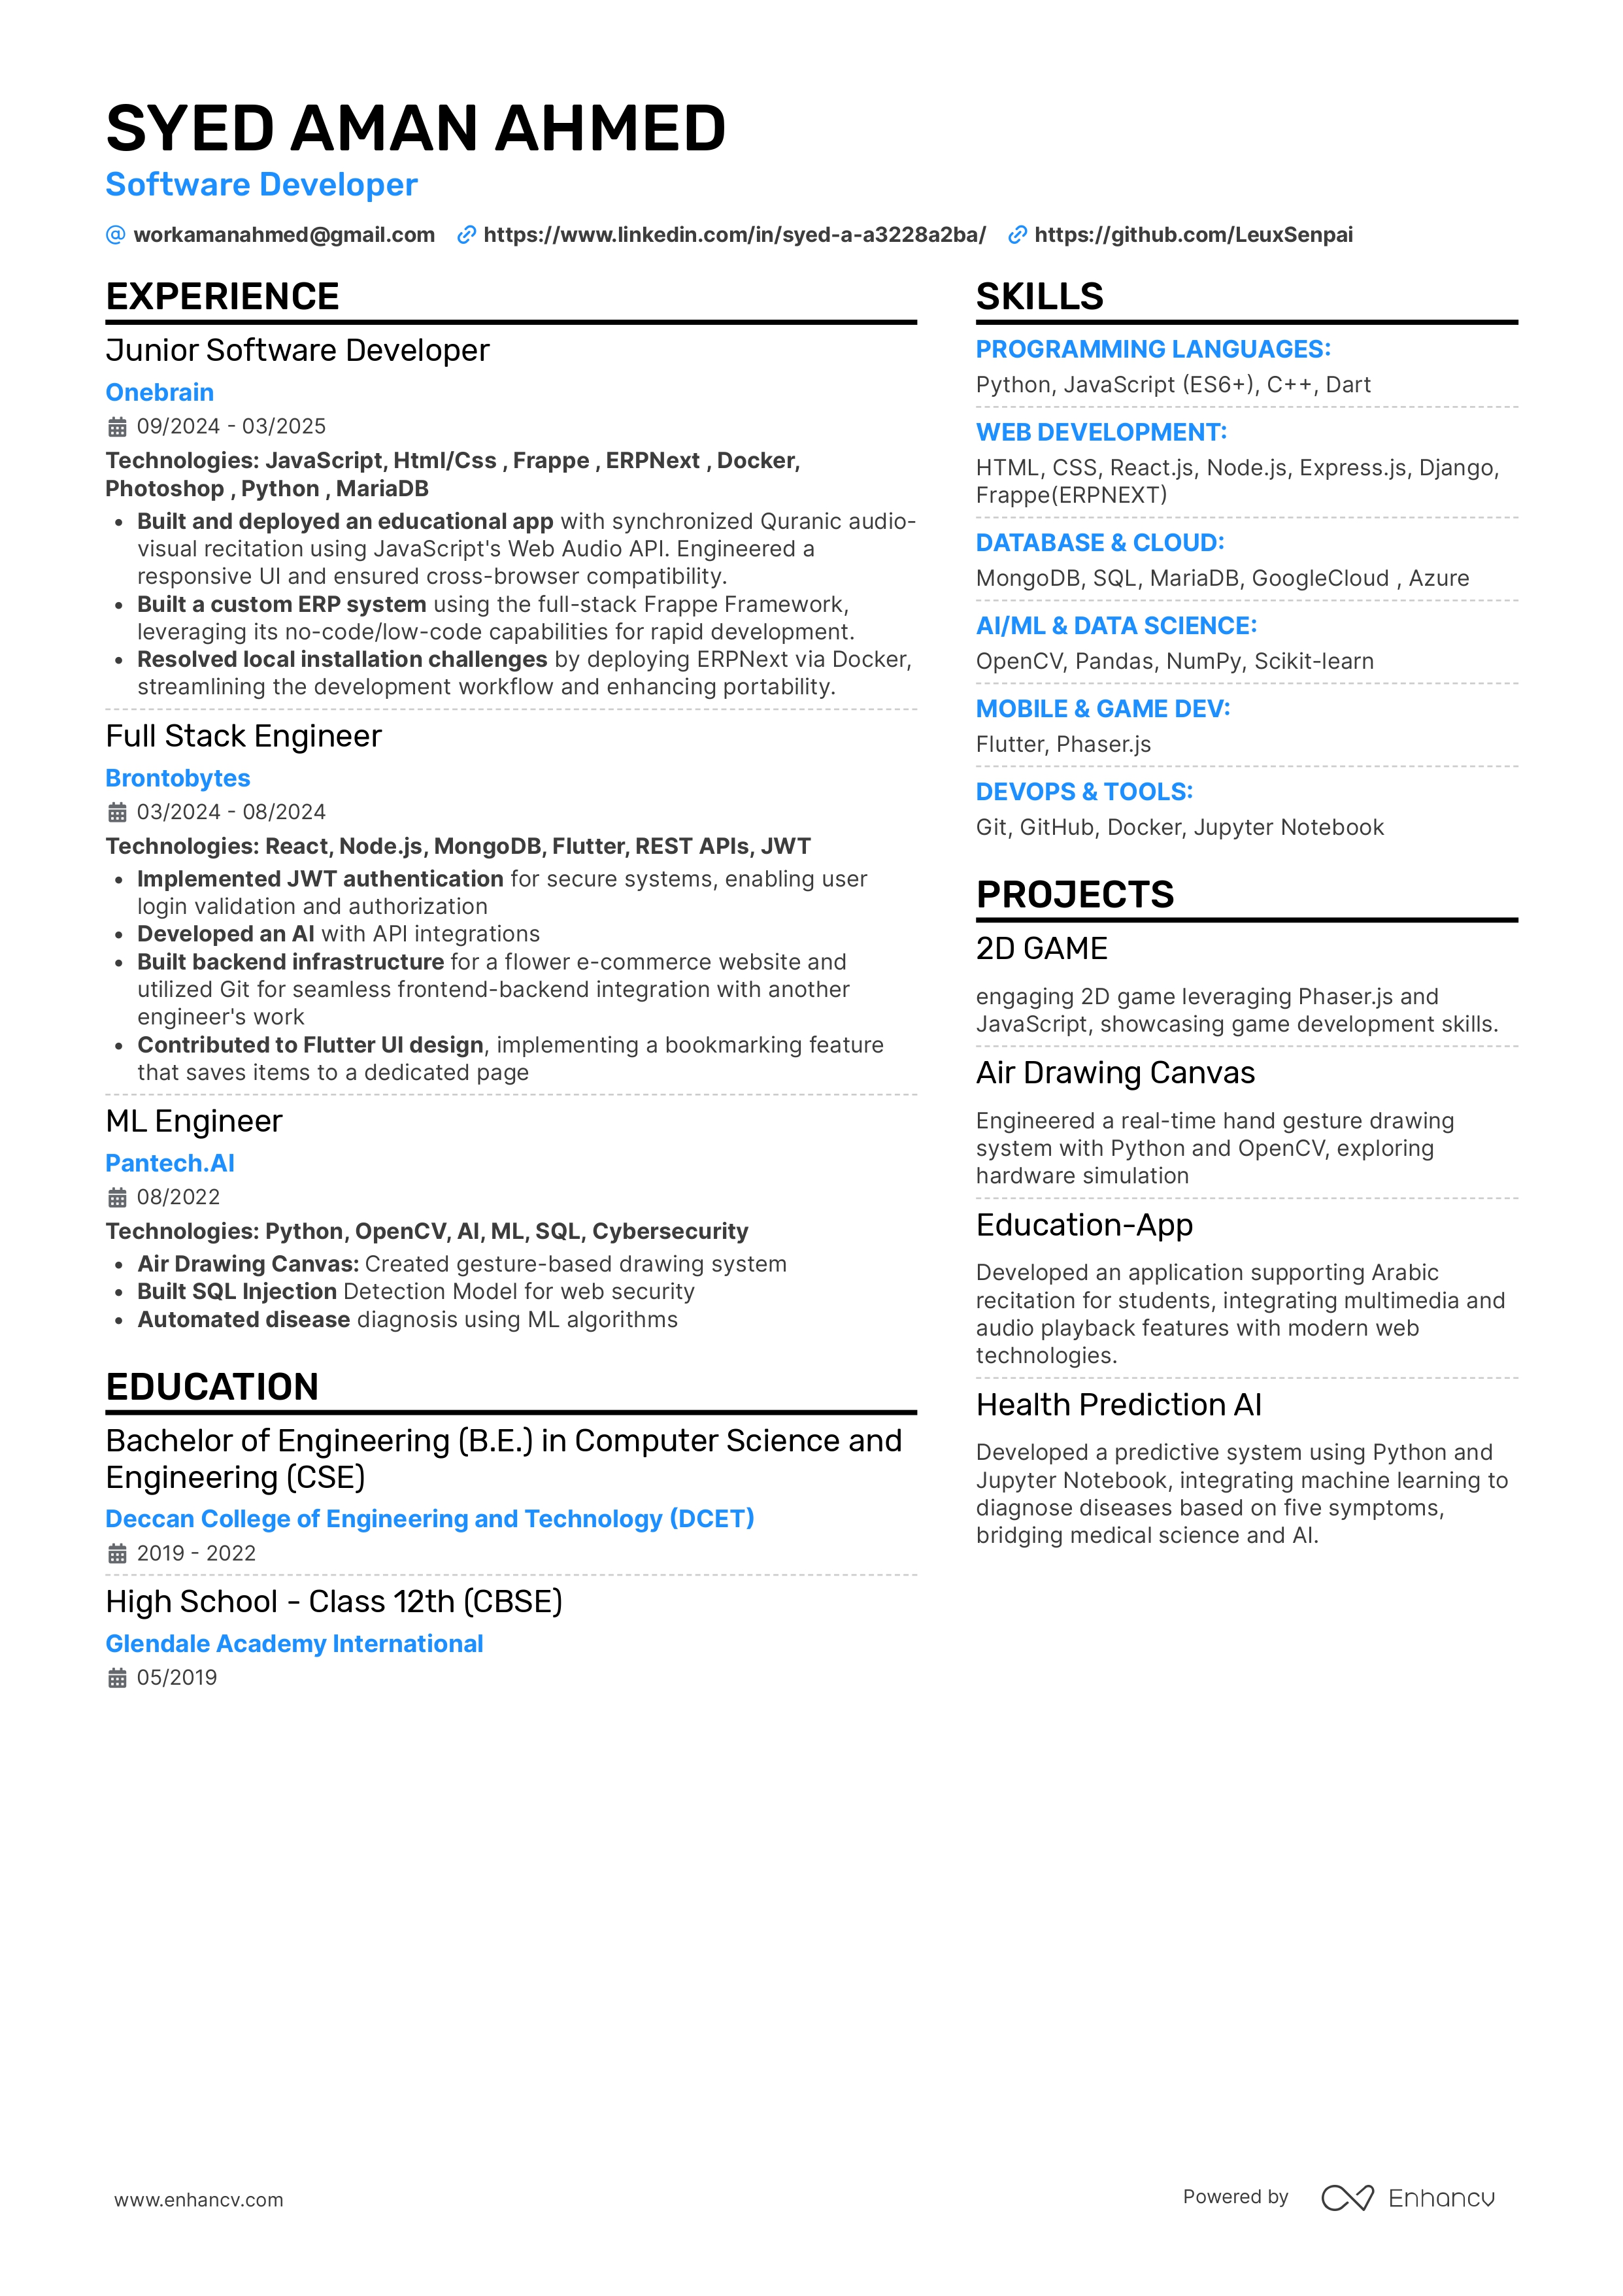 SYED AMAN AHMED
Software Developer
@ workamanahmed@gmail.com https://www.linkedin.com/in/syed-a-a3228a2ba/ https://github.com/LeuxSenpai
EXPERIENCE
Junior Software Developer
Onebrain
09/2024 - 03/2025
Technologies: JavaScript, Html/Css , Frappe , ERPNext , Docker,
Photoshop , Python , MariaDB
• Built and deployed an educational app with synchronized Quranic audio-
visual recitation using JavaScript's Web Audio API. Engineered a
responsive UI and ensured cross-browser compatibility.
• Built a custom ERP system using the full-stack Frappe Framework,
leveraging its no-code/low-code capabilities for rapid development.
• Resolved local installation challenges by deploying ERPNext via Docker,
streamlining the development workflow and enhancing portability.
Full Stack Engineer
Brontobytes
03/2024 - 08/2024
Technologies: React, Node.js, MongoDB, Flutter, REST APIs, JWT
• Implemented JWT authentication for secure systems, enabling user
login validation and authorization
• Developed an AI with API integrations
• Built backend infrastructure for a flower e-commerce website and
utilized Git for seamless frontend-backend integration with another
engineer's work
• Contributed to Flutter UI design, implementing a bookmarking feature
that saves items to a dedicated page
ML Engineer
Pantech.AI
08/2022
Technologies: Python, OpenCV, AI, ML, SQL, Cybersecurity
• Air Drawing Canvas: Created gesture-based drawing system
• Built SQL Injection Detection Model for web security
• Automated disease diagnosis using ML algorithms
EDUCATION
Bachelor of Engineering (B.E.) in Computer Science and
Engineering (CSE)
Deccan College of Engineering and Technology (DCET)
2019 - 2022
High School - Class 12th (CBSE)
Glendale Academy International
05/2019
SKILLS
PROGRAMMING LANGUAGES:
Python, JavaScript (ES6+), C++, Dart
WEB DEVELOPMENT:
HTML, CSS, React.js, Node.js, Express.js, Django,
Frappe(ERPNEXT)
DATABASE & CLOUD:
MongoDB, SQL, MariaDB, GoogleCloud , Azure
AI/ML & DATA SCIENCE:
OpenCV, Pandas, NumPy, Scikit-learn
MOBILE & GAME DEV:
Flutter, Phaser.js
DEVOPS & TOOLS:
Git, GitHub, Docker, Jupyter Notebook
PROJECTS
2D GAME
engaging 2D game leveraging Phaser.js and
JavaScript, showcasing game development skills.
Air Drawing Canvas
Engineered a real-time hand gesture drawing
system with Python and OpenCV, exploring
hardware simulation
Education-App
Developed an application supporting Arabic
recitation for students, integrating multimedia and
audio playback features with modern web
technologies.
Health Prediction AI
Developed a predictive system using Python and
Jupyter Notebook, integrating machine learning to
diagnose diseases based on five symptoms,
bridging medical science and AI.
www.enhancv.com
Powered by Enhancv